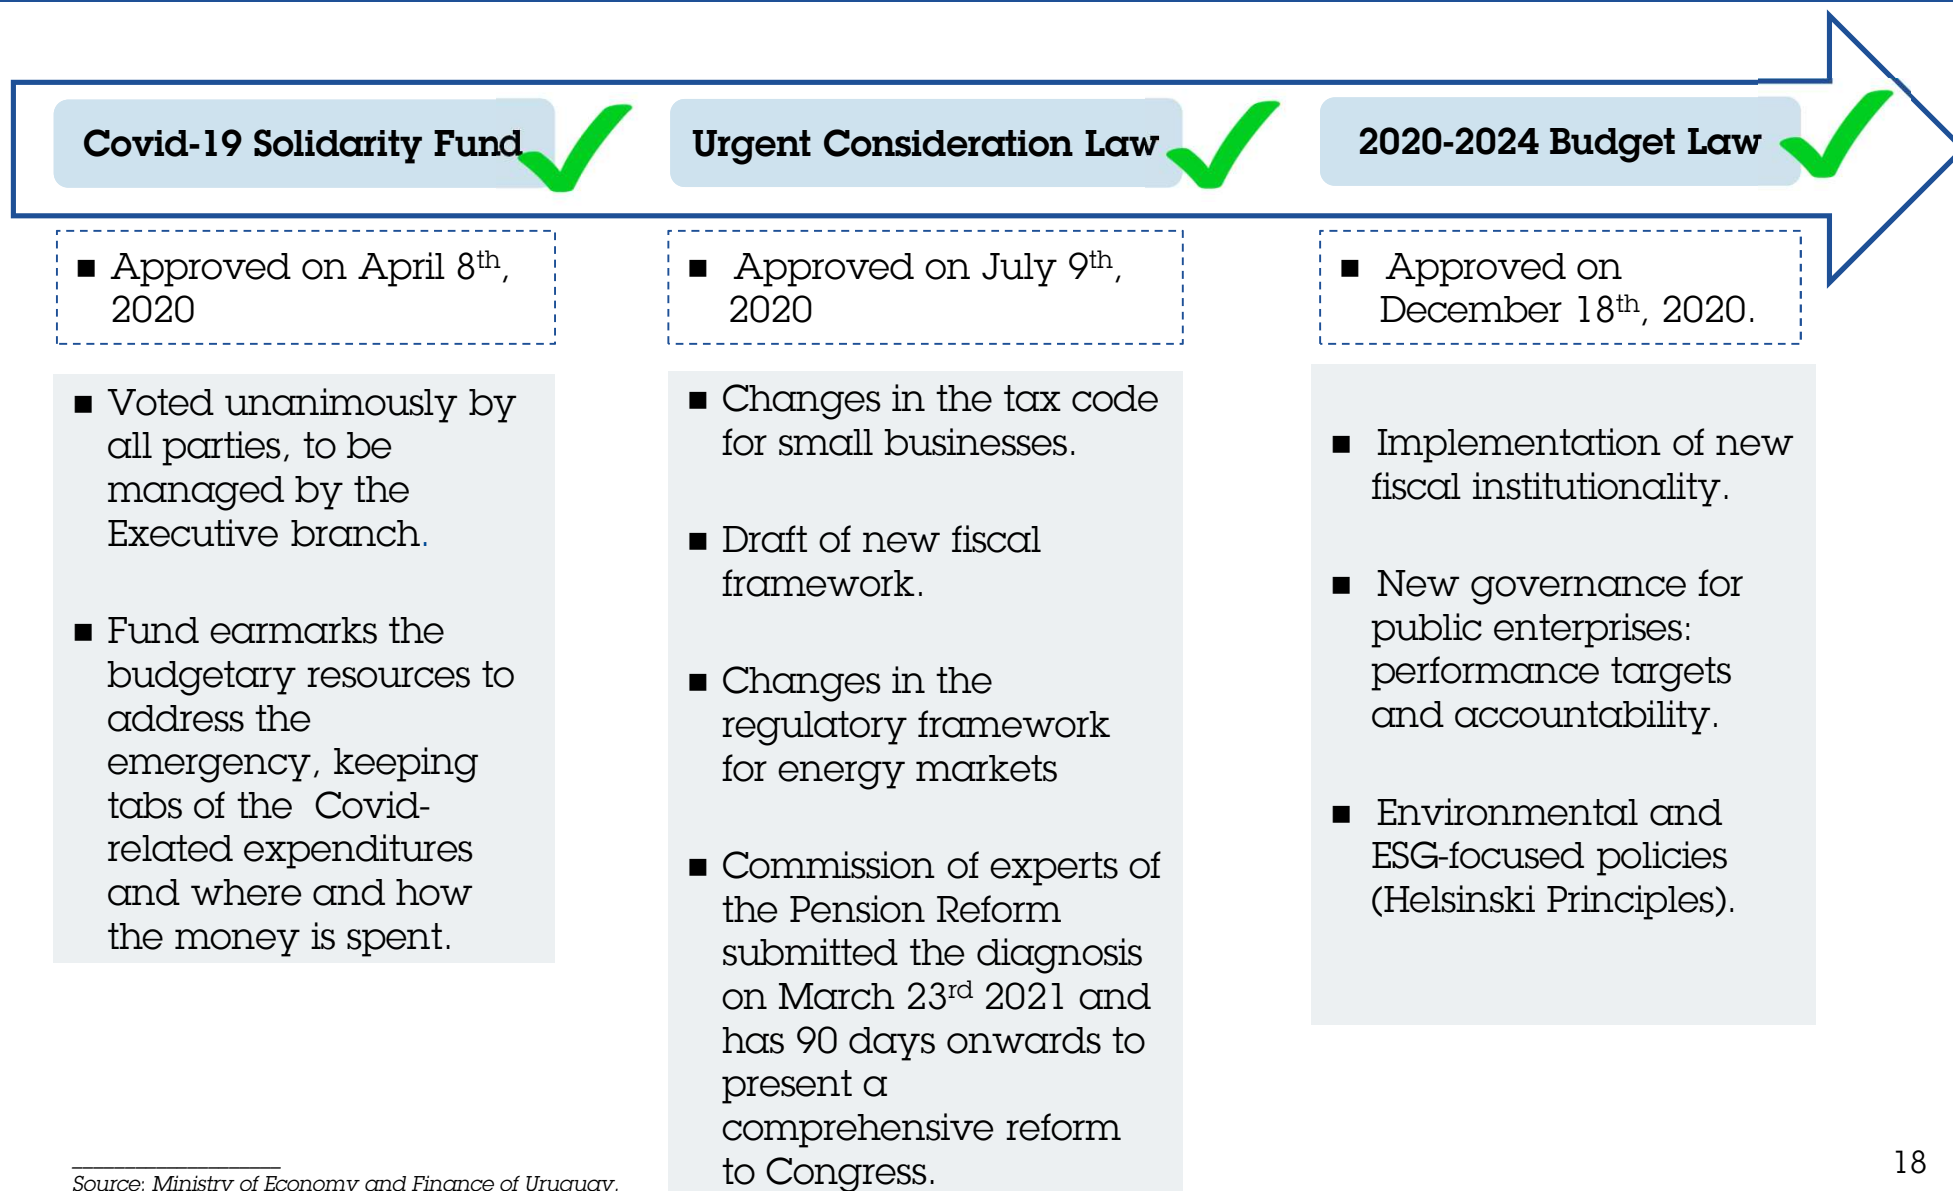 Covid-19 Solidarity Fund
■ Approved on April 8th,
2020
■ Voted unanimously by
all parties, to be
managed by the
Executive branch.
■ Fund earmarks the
budgetary resources to
address the
emergency, keeping
tabs of the Covid-
related expenditures
and where and how
the money is spent.
Urgent Consideration Law
■ Approved on July 9th,
2020
■ Changes in the tax code
for small businesses.
■ Draft of new fiscal
framework.
■ Changes in the
regulatory framework
for energy markets
■ Commission of experts of
the Pension Reform
submitted the diagnosis
on March 23rd 2021 and
has 90 days onwards to
present a
comprehensive reform
to Congress.
2020-2024 Budget Law
■ Approved on
December 18th, 2020.
■ Implementation of new
fiscal institutionality.
■ New governance for
public enterprises:
performance targets
and accountability.
■ Environmental and
ESG-focused policies
(Helsinski Principles).
Source: Ministry of Economy and Finance of Uruguay.
18